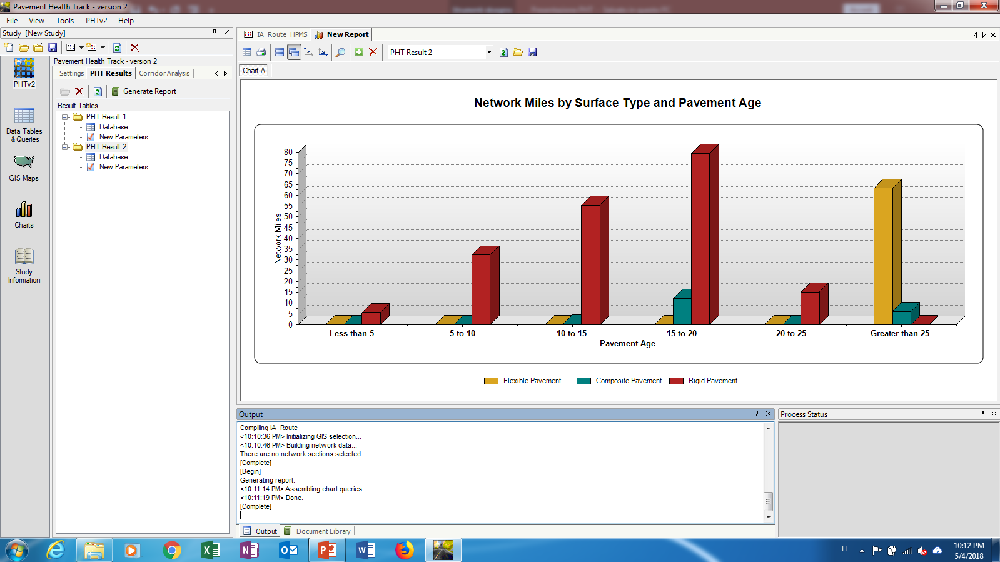 Pavement Health Track - version 2
File View Tools PHTv2 Help
Study [New Study]
Pavement Health Track - version 2
Settings PHT Results Corridor Analysis
Generate Report
Result Tables
PHT Result 1
Database
New Parameters
PHT Result 2
Database
New Parameters
PHTv2
Data Tables
& Queries
GIS Maps
Charts
Study
Information
IA_Route_HPMS New Report
PHT Result 2
Chart A
Network Miles by Surface Type and Pavement Age
Network Miles
80
75
70
65
60
55
50
45
40
35
30
25
20
15
10
5
0
Less than 5 5 to 10 10 to 15 15 to 20 20 to 25 Greater than 25
Pavement Age
Flexible Pavement Composite Pavement Rigid Pavement
Output
Compiling IA_Route
<10:10:36 PM> Initializing GIS selection...
<10:10:46 PM> Building network data...
There are no network sections selected.
[Complete]
[Begin]
Generating report.
<10:11:14 PM> Assembling chart queries...
<10:11:19 PM> Done.
[Complete]
Output Document Library
Process Status
IT
10:12 PM
5/4/2018